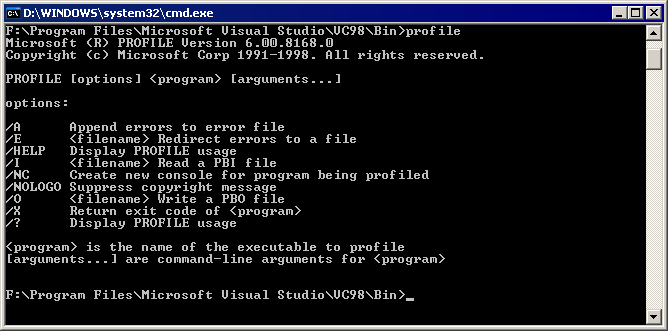 D:\WINDOWS\system32\cmd.exe
F:\Program Files\Microsoft Visual Studio\VC98\Bin>profile
Microsoft (R) PROFILE Version 6.00.8168.0
Copyright (c) Microsoft Corp 1991-1998. All rights reserved.
PROFILE [options] <program> [arguments...]
options:
/A      Append errors to error file
/E      <filename> Redirect errors to a file
/HELP   Display PROFILE usage
/I      <filename> Read a PBI file
/NC     Create new console for program being profiled
/NOLOGO Suppress copyright message
/O      <filename> Write a PBO file
/X      Return exit code of <program>
/?      Display PROFILE usage
<program> is the name of the executable to profile
[arguments...] are command-line arguments for <program>
F:\Program Files\Microsoft Visual Studio\VC98\Bin>_